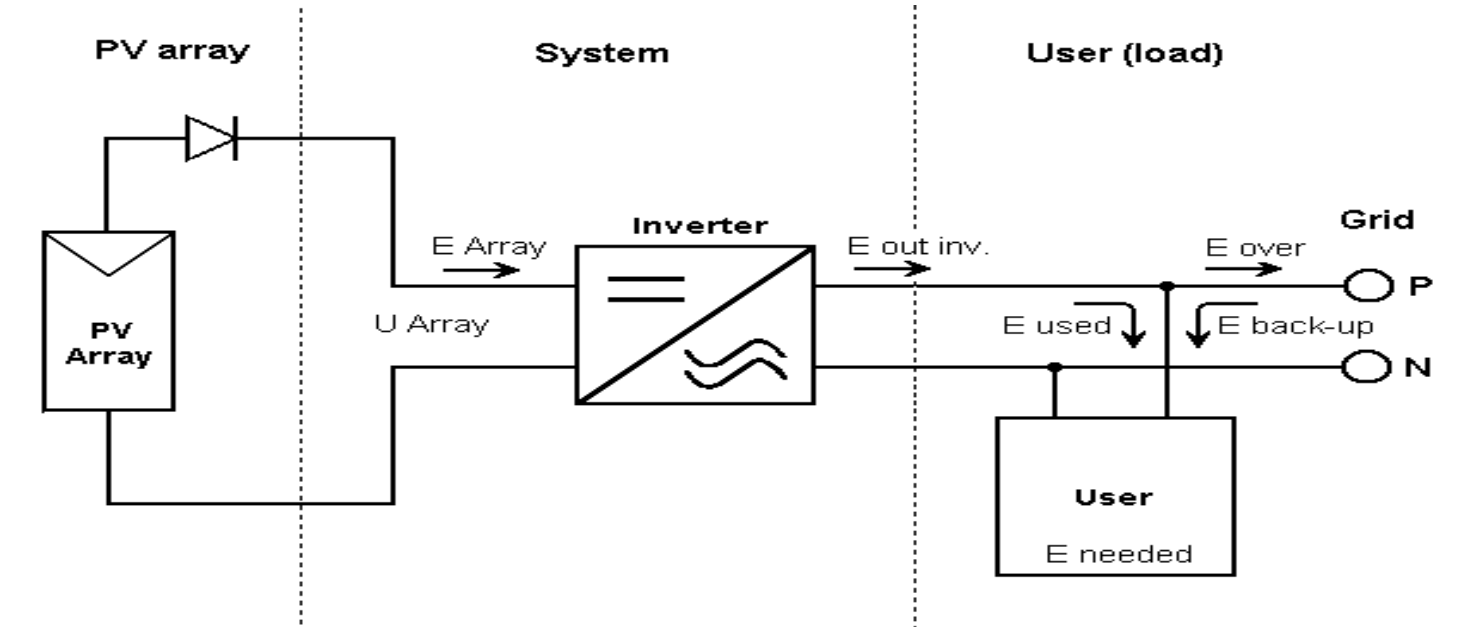 PV array
System
User (load)
Inverter
Grid
E Array
E out inv.
E over
P
U Array
E used
E back-up
PV
Array
N
User
E needed